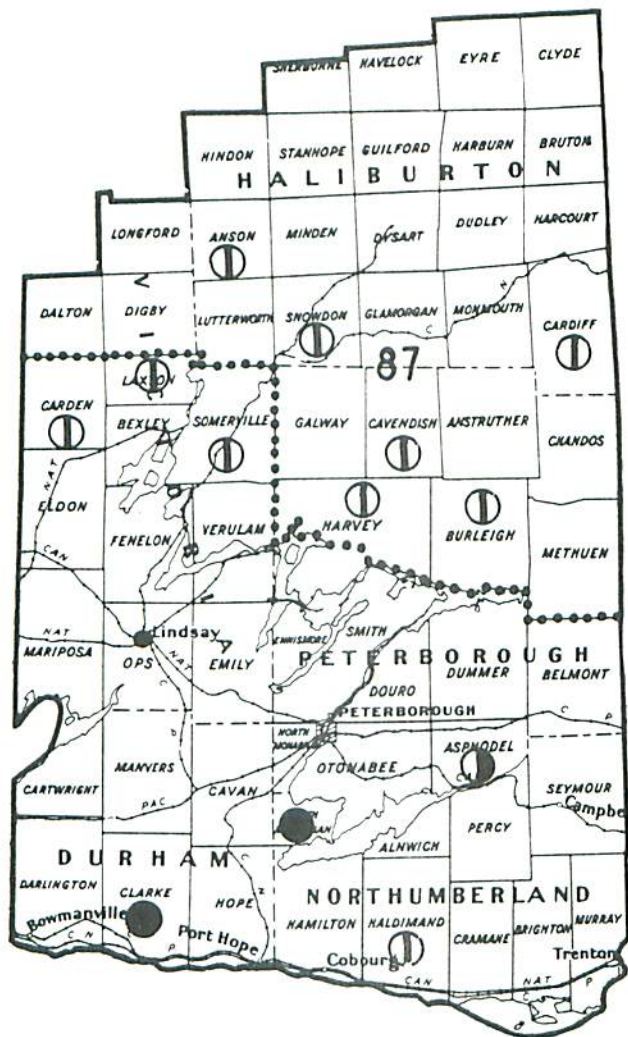 SHERBORNE HAVELOCK EYRE CLYDE
HINDON STANHOPE GUILFORD HARBURN BRUTON
HALIBURTON
LONGFORD ANSON MINDEN DYSART DUDLEY HARCOURT
DALTON DIGBY LUTTERWORTH SNOWDON GLAMORGAN MONMOUTH CARDIFF
C N
87
LAXTON
CARDEN BEXLEY SOMERVILLE GALWAY CAVENDISH ANSTRUTHER CHANDOS
NAT
ELDON FENELON VERULAM HARVEY BURLEIGH METHUEN
CAN
V I A
NAT
MARIPOSA Lindsay OPS EMILY ENNISMORE SMITH
NAT
PETERBOROUGH
DOURO DUMMER BELMONT
PETERBOROUGH
C P
NORTH MONAGHAN
CARTWRIGHT MANVERS CAVAN OTONABEE ASPHODEL SEYMOUR
PAC
C P
Campbe
ALNWICH PERCY
DURHAM
DARLINGTON CLARKE HOPE
C N
NORTHUMBERLAND
HAMILTON HALDIMAND CRAMAHE BRIGHTON MURRAY
Bowmanville Port Hope Cobourg Trenton
C N P
CAN NAT
C P